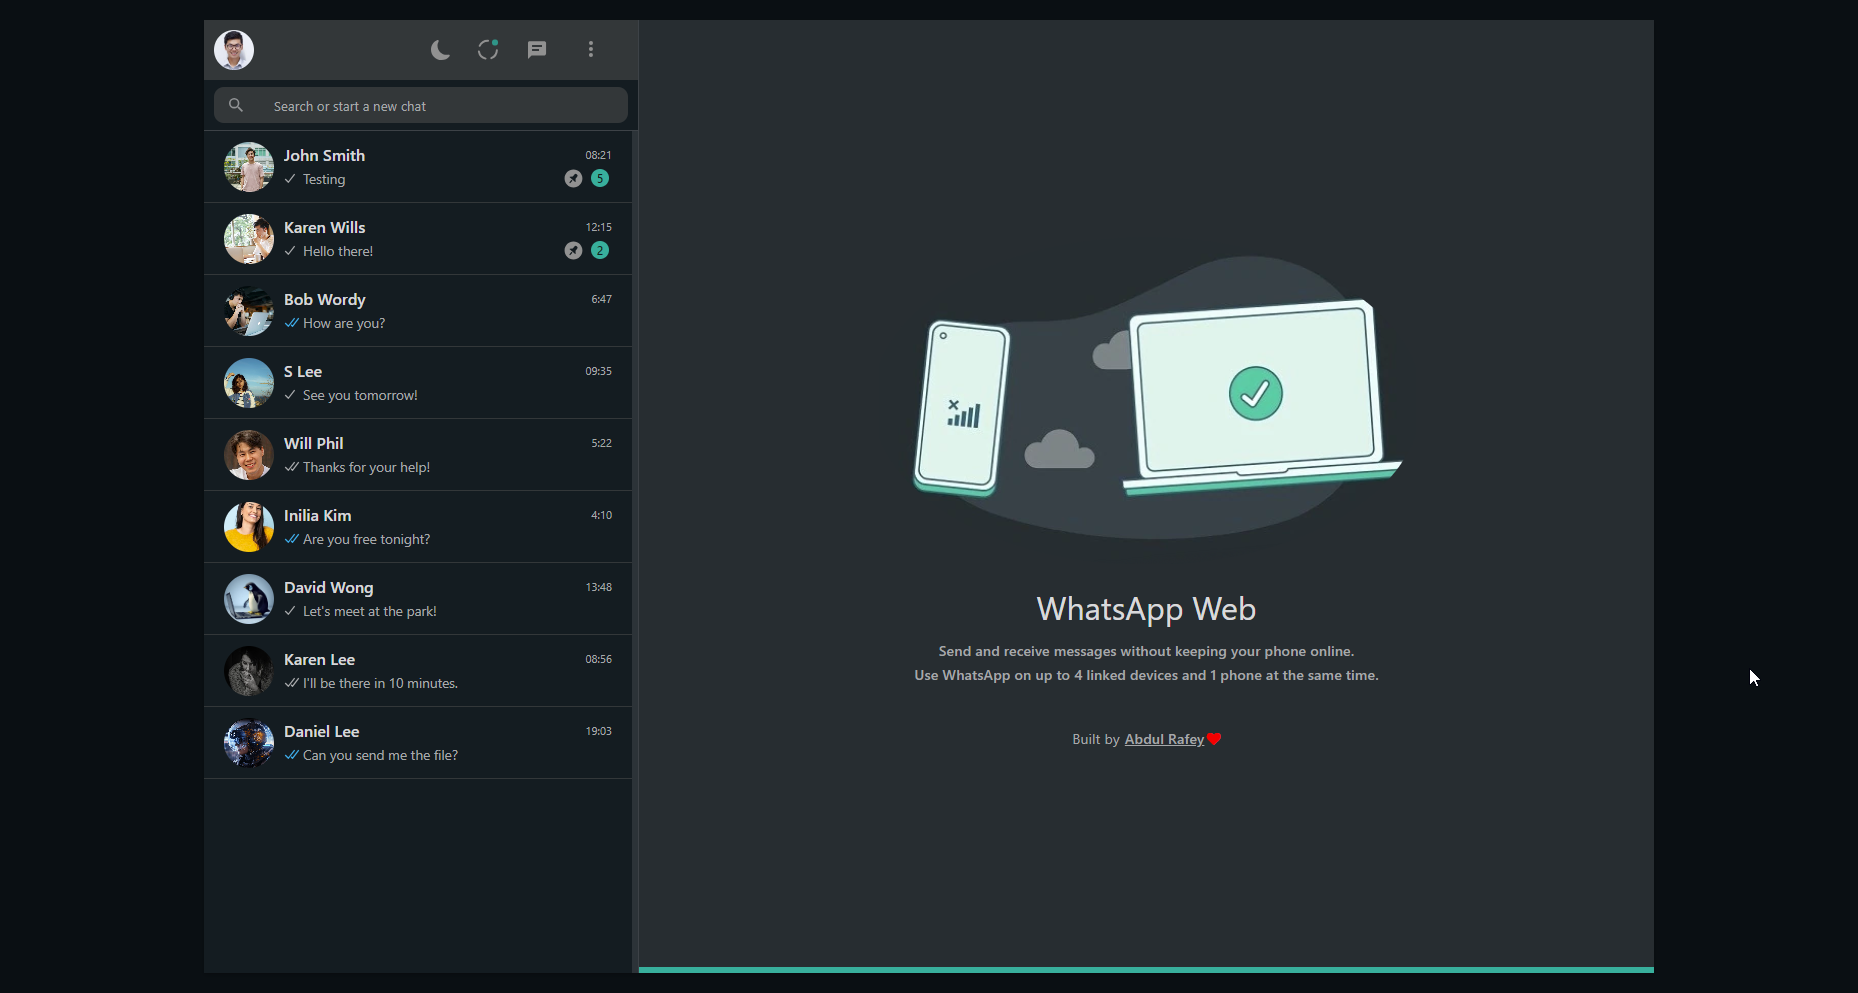 Search or start a new chat
John Smith 08:21
Testing 5
Karen Wills 12:15
Hello there! 2
Bob Wordy 6:47
How are you?
S Lee 09:35
See you tomorrow!
Will Phil 5:22
Thanks for your help!
Inilia Kim 4:10
Are you free tonight?
David Wong 13:48
Let's meet at the park!
Karen Lee 08:56
I'll be there in 10 minutes.
Daniel Lee 19:03
Can you send me the file?
WhatsApp Web
Send and receive messages without keeping your phone online.
Use WhatsApp on up to 4 linked devices and 1 phone at the same time.
Built by Abdul Rafey